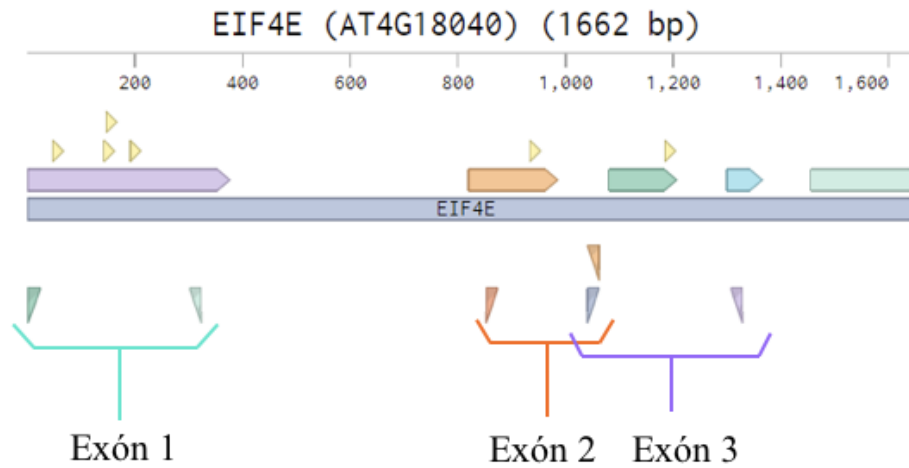 EIF4E (AT4G18040) (1662 bp)
200 400 600 800 1,000 1,200 1,400 1,600
EIF4E
Exón 1 Exón 2 Exón 3